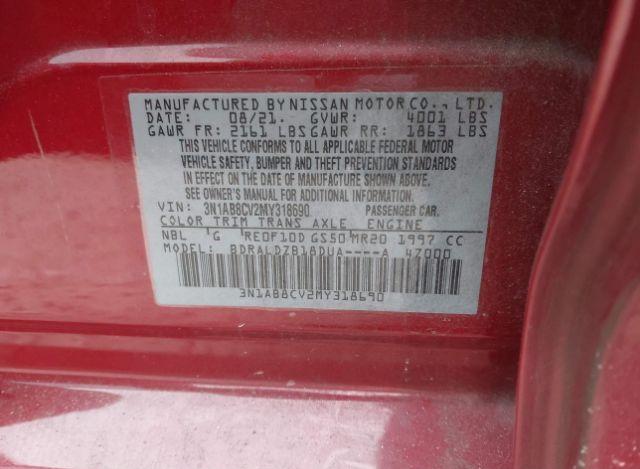 MANUFACTURED BY NISSAN MOTOR CO., LTD.
DATE: 08/21. GVWR: 4001 LBS
GAWR FR: 2161 LBS GAWR RR: 1863 LBS
THIS VEHICLE CONFORMS TO ALL APPLICABLE FEDERAL MOTOR
VEHICLE SAFETY, BUMPER AND THEFT PREVENTION STANDARDS
IN EFFECT ON THE DATE OF MANUFACTURE SHOWN ABOVE.
SEE OWNER'S MANUAL FOR ADDITIONAL INFORMATION.
VIN: 3N1AB8CV2MY318690 PASSENGER CAR.
COLOR TRIM TRANS AXLE ENGINE
NBL G RE0F10D GS50 MR20 1997 CC
MODEL: BDRALDZB18DUA----A 4Z000
3N1AB8CV2MY318690